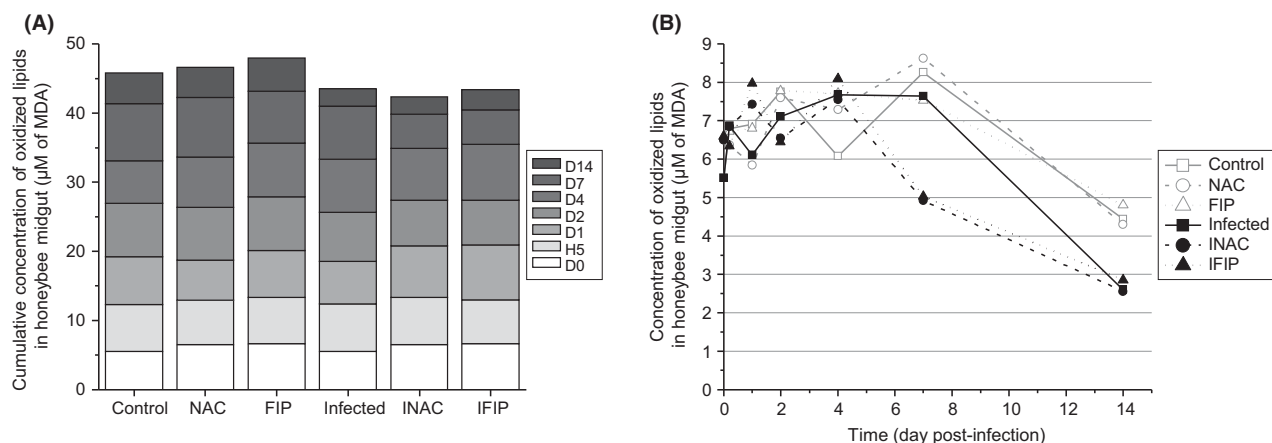 (A)
Cumulative concentration of oxidized lipids
in honeybee midgut (μM of MDA)
50
40
30
20
10
0
Control NAC FIP Infected INAC IFIP
D14
D7
D4
D2
D1
H5
D0
(B)
Concentration of oxidized lipids
in honeybee midgut (μM of MDA)
9
8
7
6
5
4
3
2
1
0
0 2 4 6 8 10 12 14
Time (day post-infection)
Control
NAC
FIP
Infected
INAC
IFIP